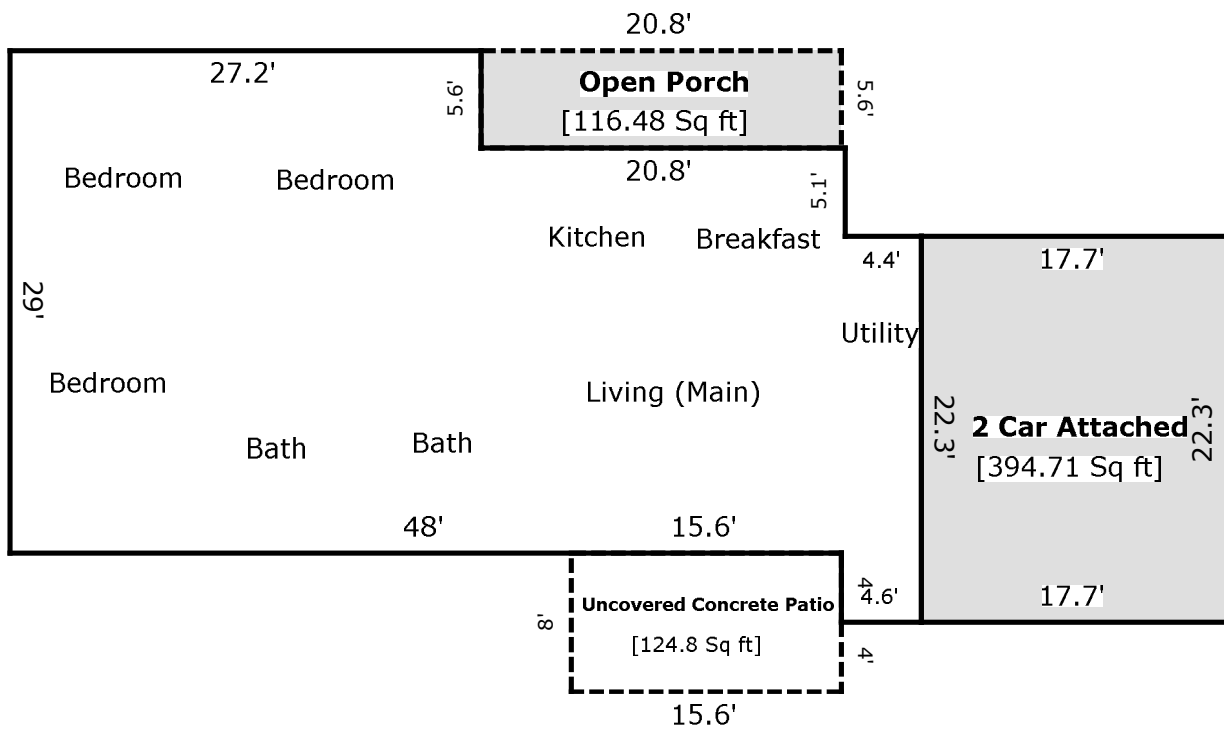 20.8'
27.2'
Open Porch
5.6'
5.6'
[116.48 Sq ft]
20.8'
Bedroom
Bedroom
5.1'
Kitchen
Breakfast
4.4'
17.7'
29'
Utility
Bedroom
Living (Main)
22.3'
2 Car Attached
22.3'
Bath
Bath
[394.71 Sq ft]
48'
15.6'
4'
4.6'
17.7'
Uncovered Concrete Patio
8'
[124.8 Sq ft]
4'
15.6'